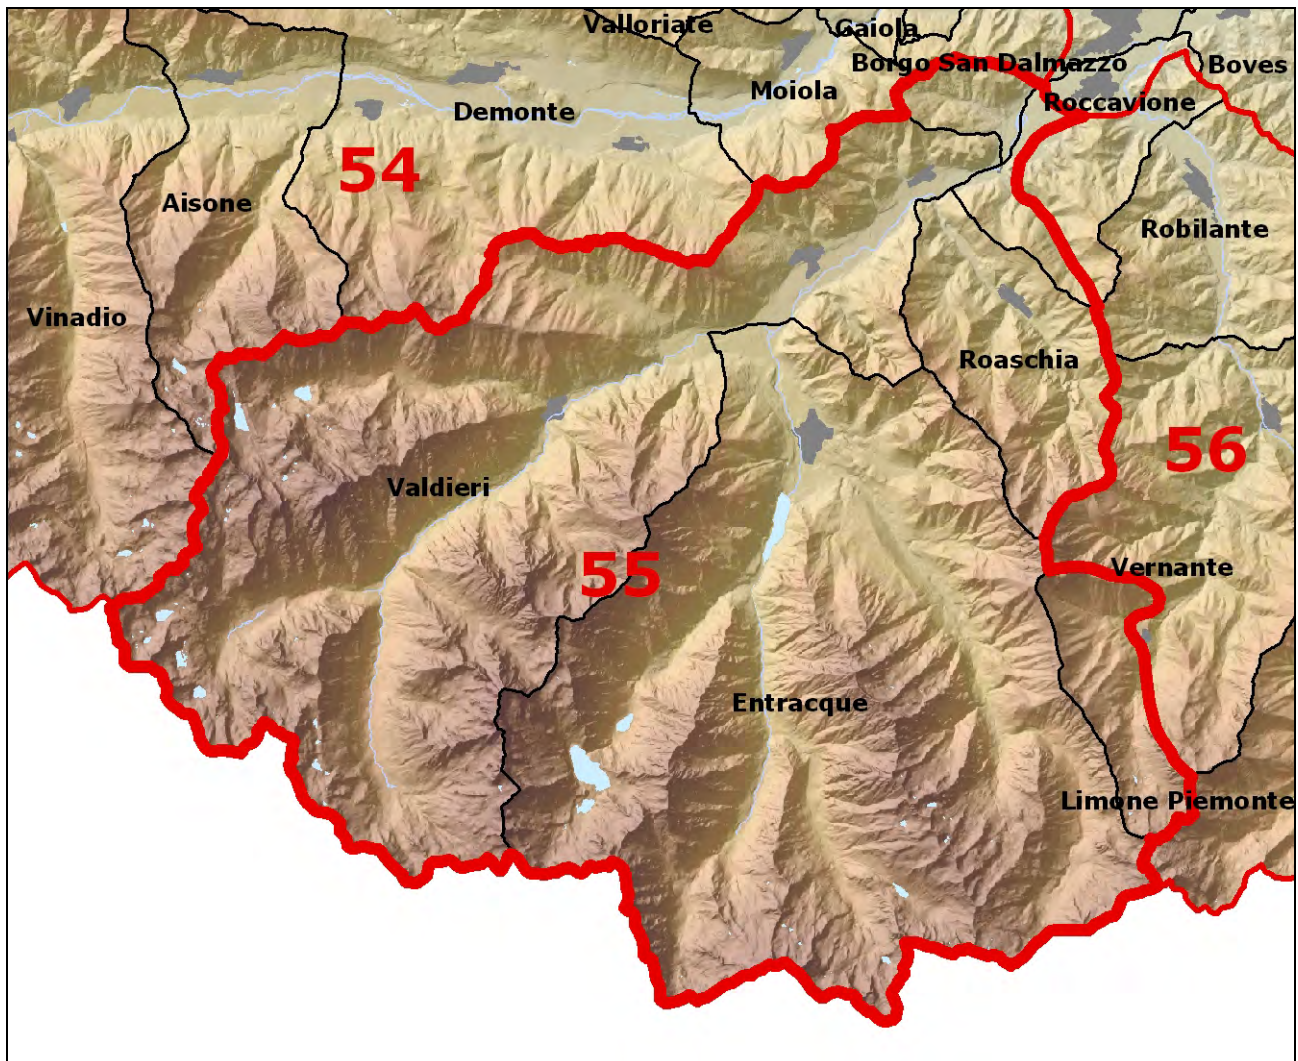 Valloriate
Gaiola
Borgo San Dalmazzo
Boves
Moiola
Roccavione
Demonte
54
Aisone
Robilante
Vinadio
Roaschia
56
Valdieri
55
Vernante
Entracque
Limone Piemonte